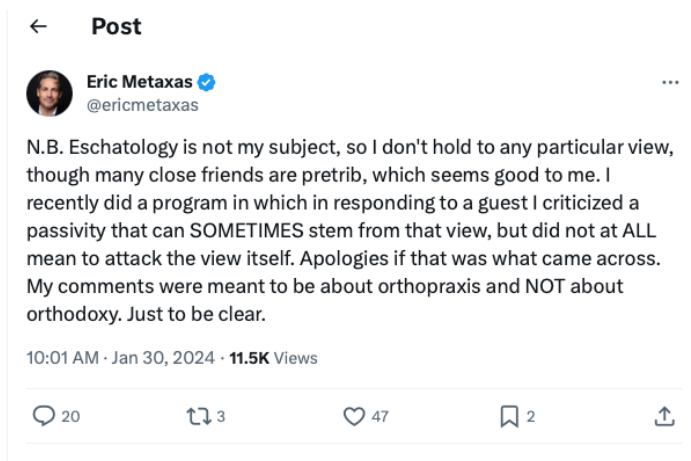 Post
Eric Metaxas
@ericmetaxas
N.B. Eschatology is not my subject, so I don't hold to any particular view,
though many close friends are pretrib, which seems good to me. I
recently did a program in which in responding to a guest I criticized a
passivity that can SOMETIMES stem from that view, but did not at ALL
mean to attack the view itself. Apologies if that was what came across.
My comments were meant to be about orthopraxis and NOT about
orthodoxy. Just to be clear.
10:01 AM · Jan 30, 2024 · 11.5K Views
20 3 47 2